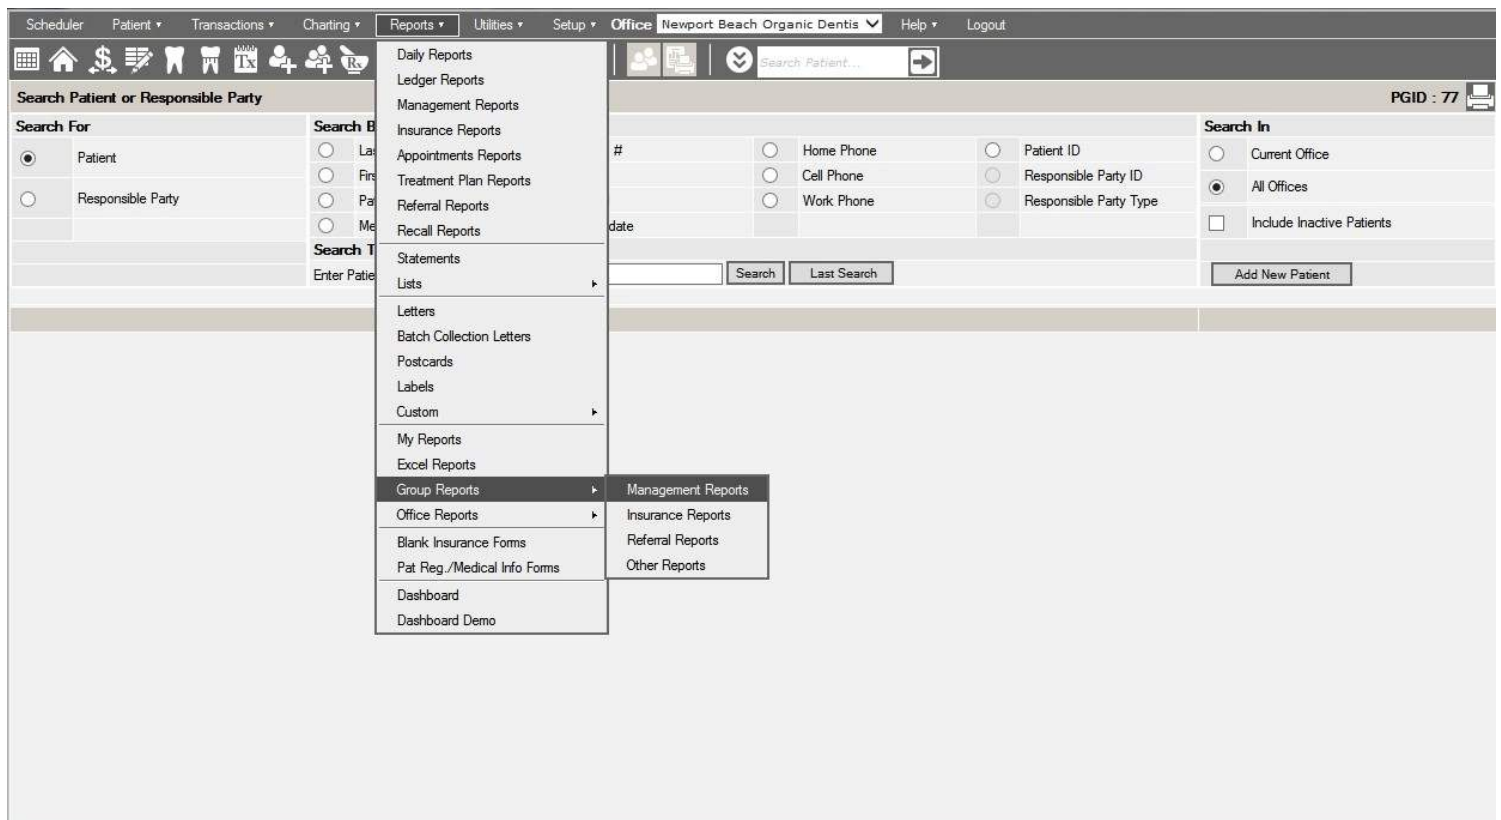 Scheduler Patient Transactions Charting Reports Utilities Setup Office Newport Beach Organic Dentis Help Logout
Tx Rx Search Patient...
Search Patient or Responsible Party PGID : 77
Search For
Patient
Responsible Party
Search B
Las
Firs
Pat
Me
#
date
Home Phone
Cell Phone
Work Phone
Patient ID
Responsible Party ID
Responsible Party Type
Search In
Current Office
All Offices
Include Inactive Patients
Search T
Enter Patie
Search Last Search Add New Patient
Daily Reports
Ledger Reports
Management Reports
Insurance Reports
Appointments Reports
Treatment Plan Reports
Referral Reports
Recall Reports
Statements
Lists
Letters
Batch Collection Letters
Postcards
Labels
Custom
My Reports
Excel Reports
Group Reports
Office Reports
Blank Insurance Forms
Pat Reg./Medical Info Forms
Dashboard
Dashboard Demo
Management Reports
Insurance Reports
Referral Reports
Other Reports